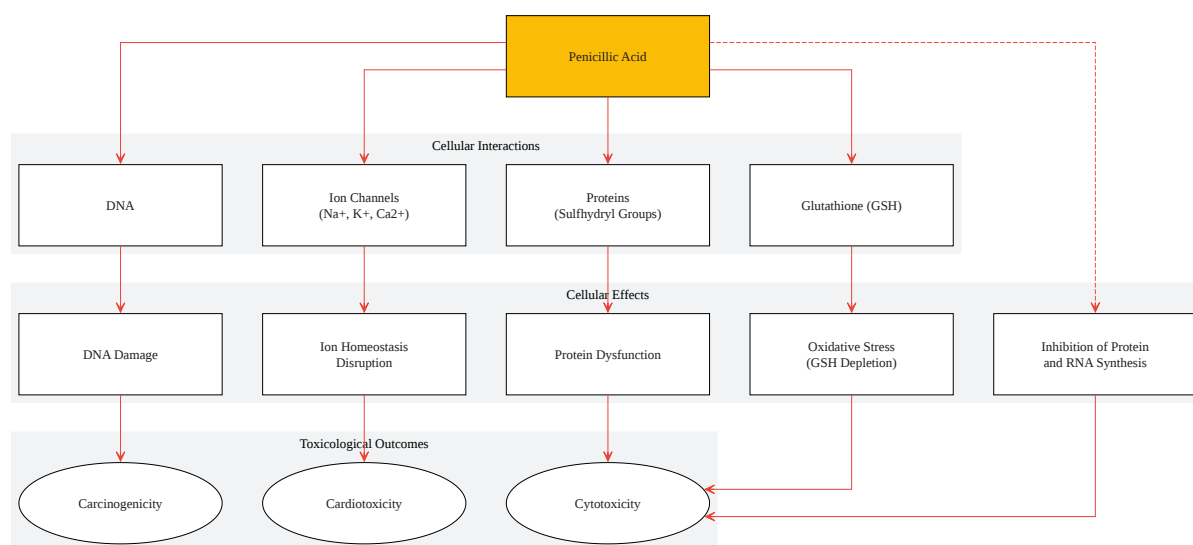 Penicillic Acid
Cellular Interactions
DNA
Ion Channels
(Na+, K+, Ca2+)
Proteins
(Sulfhydryl Groups)
Glutathione (GSH)
Cellular Effects
DNA Damage
Ion Homeostasis
Disruption
Protein Dysfunction
Oxidative Stress
(GSH Depletion)
Inhibition of Protein
and RNA Synthesis
Toxicological Outcomes
Carcinogenicity
Cardiotoxicity
Cytotoxicity